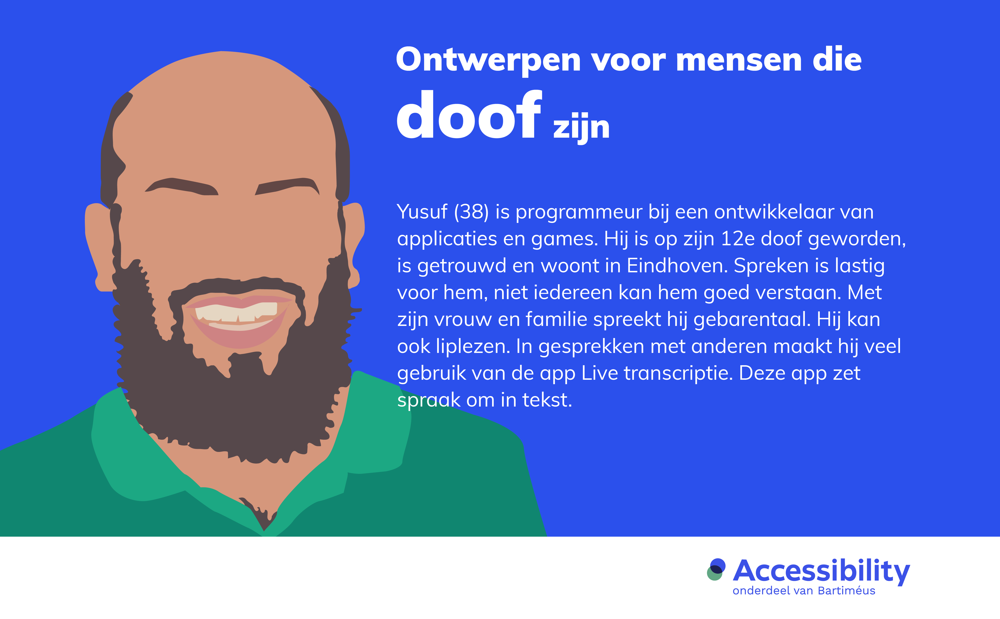 Ontwerpen voor mensen die
doof zijn
Yusuf (38) is programmeur bij een ontwikkelaar van
applicaties en games. Hij is op zijn 12e doof geworden,
is getrouwd en woont in Eindhoven. Spreken is lastig
voor hem, niet iedereen kan hem goed verstaan. Met
zijn vrouw en familie spreekt hij gebarentaal. Hij kan
ook liplezen. In gesprekken met anderen maakt hij veel
gebruik van de app Live transcriptie. Deze app zet
spraak om in tekst.
Accessibility
onderdeel van Bartiméus